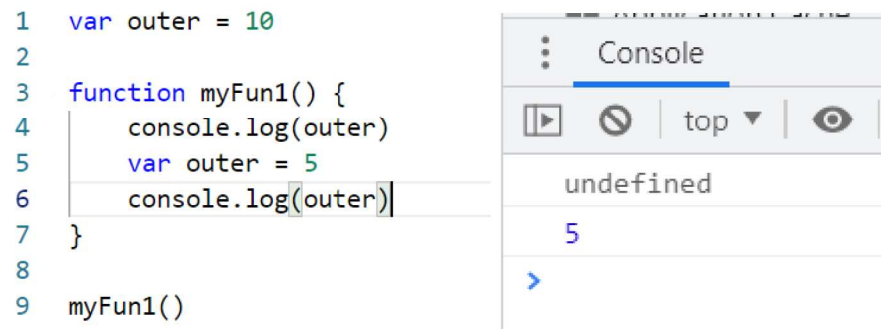 1 var outer = 10
2
3 function myFun1() {
4     console.log(outer)
5     var outer = 5
6     console.log(outer)
7 }
8
9 myFun1()
Console
top
undefined
5